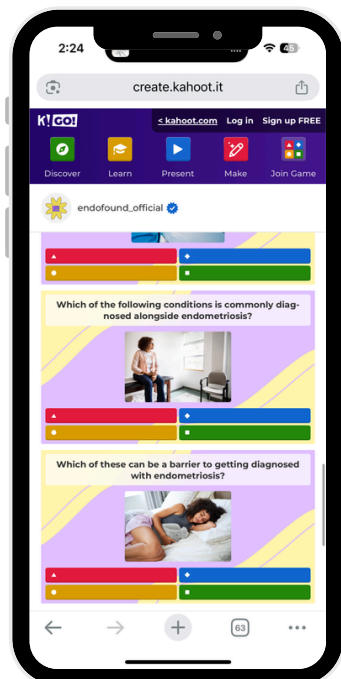 2:24
45
create.kahoot.it
K! GO!
< kahoot.com Log in Sign up FREE
Discover Learn Present Make Join Game
endofound_official
Which of the following conditions is commonly diag-
nosed alongside endometriosis?
Which of these can be a barrier to getting diagnosed
with endometriosis?
63